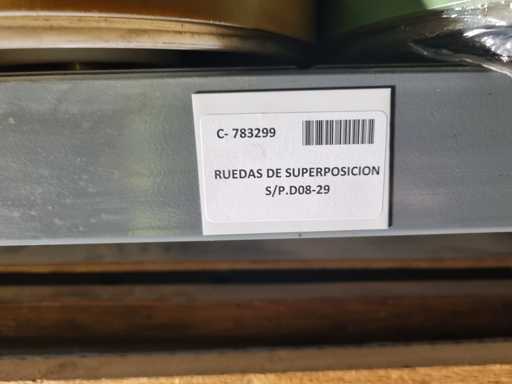 C- 783299
RUEDAS DE SUPERPOSICION
S/P.D08-29